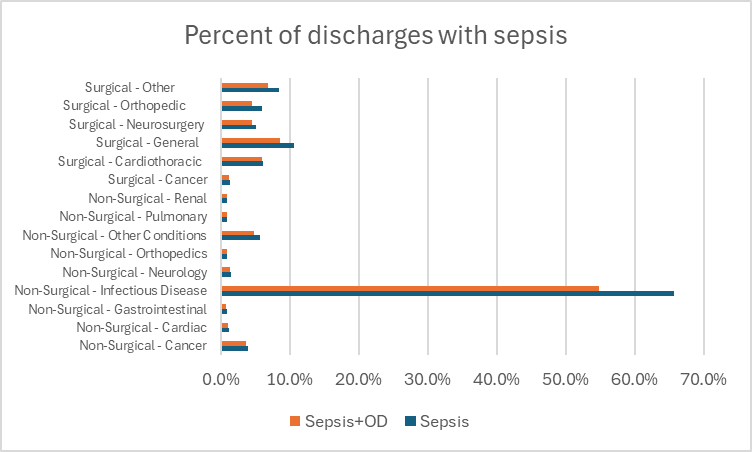 Percent of discharges with sepsis
Surgical - Other
Surgical - Orthopedic
Surgical - Neurosurgery
Surgical - General
Surgical - Cardiothoracic
Surgical - Cancer
Non-Surgical - Renal
Non-Surgical - Pulmonary
Non-Surgical - Other Conditions
Non-Surgical - Orthopedics
Non-Surgical - Neurology
Non-Surgical - Infectious Disease
Non-Surgical - Gastrointestinal
Non-Surgical - Cardiac
Non-Surgical - Cancer
0.0% 10.0% 20.0% 30.0% 40.0% 50.0% 60.0% 70.0%
Sepsis+OD Sepsis